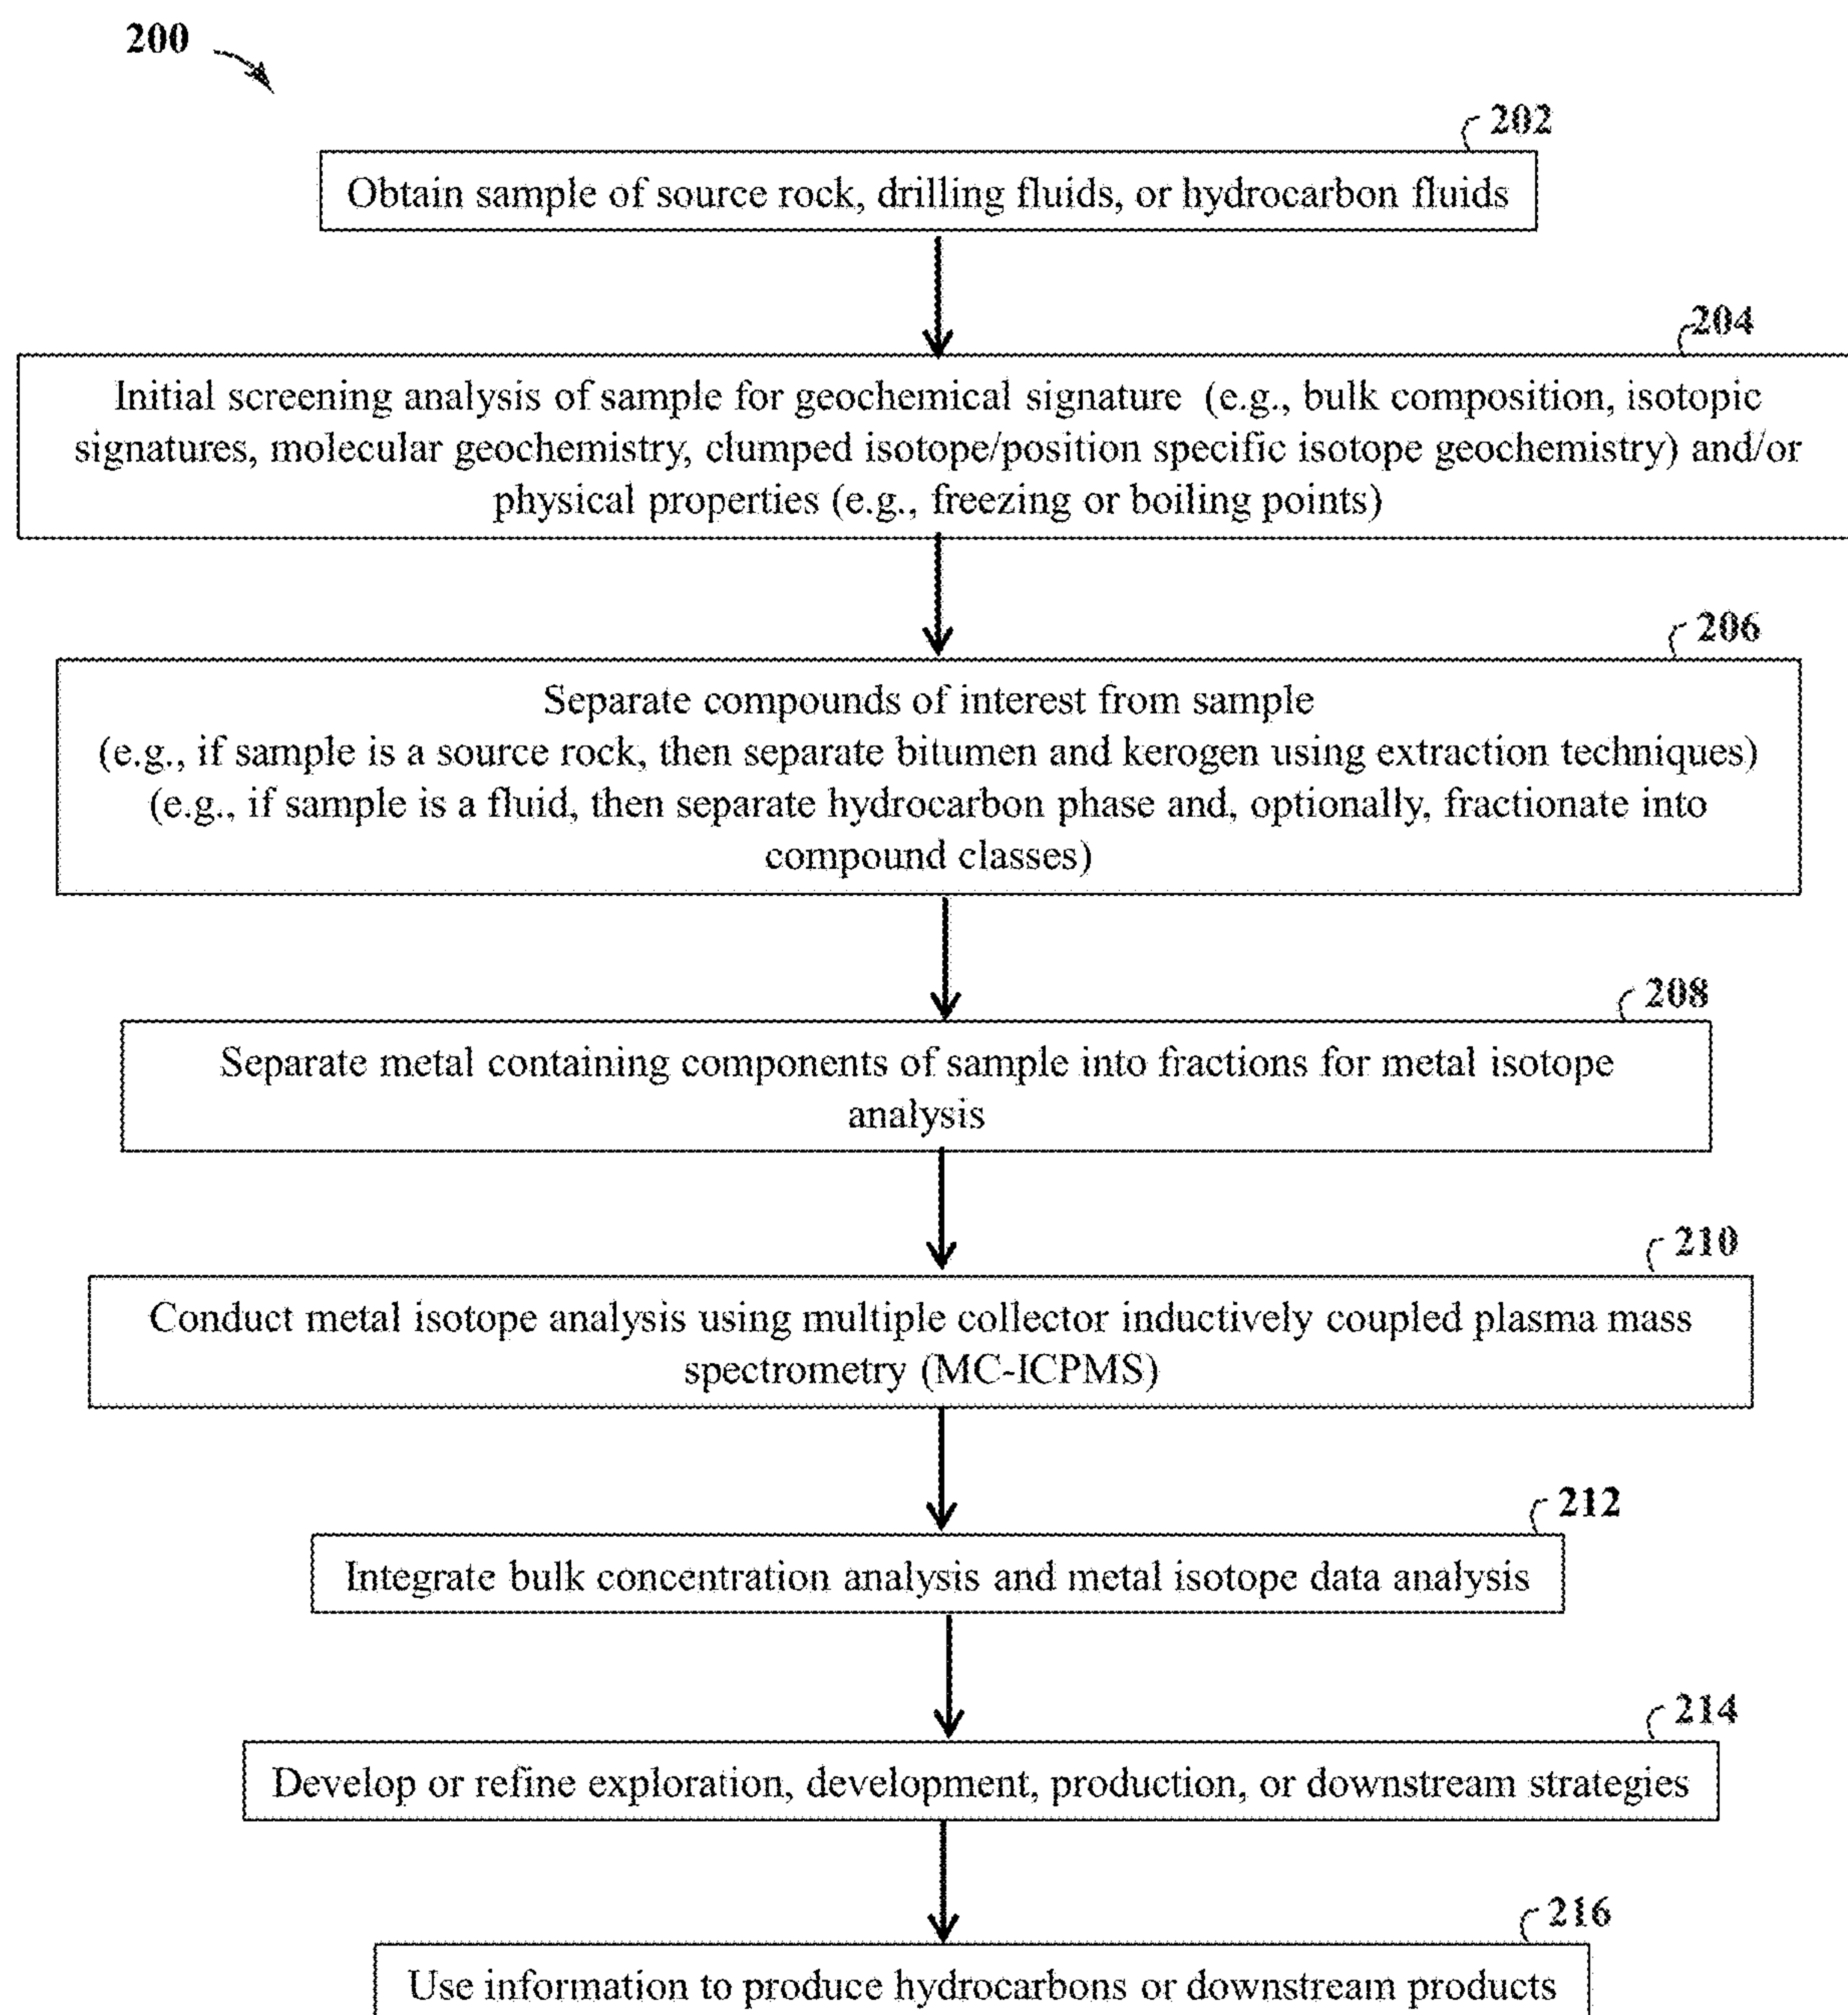 200
202
Obtain sample of source rock, drilling fluids, or hydrocarbon fluids
204
Initial screening analysis of sample for geochemical signature (e.g., bulk composition, isotopic
signatures, molecular geochemistry, clumped isotope/position specific isotope geochemistry) and/or
physical properties (e.g., freezing or boiling points)
206
Separate compounds of interest from sample
(e.g., if sample is a source rock, then separate bitumen and kerogen using extraction techniques)
(e.g., if sample is a fluid, then separate hydrocarbon phase and, optionally, fractionate into
compound classes)
208
Separate metal containing components of sample into fractions for metal isotope
analysis
210
Conduct metal isotope analysis using multiple collector inductively coupled plasma mass
spectrometry (MC-ICPMS)
212
Integrate bulk concentration analysis and metal isotope data analysis
214
Develop or refine exploration, development, production, or downstream strategies
216
Use information to produce hydrocarbons or downstream products